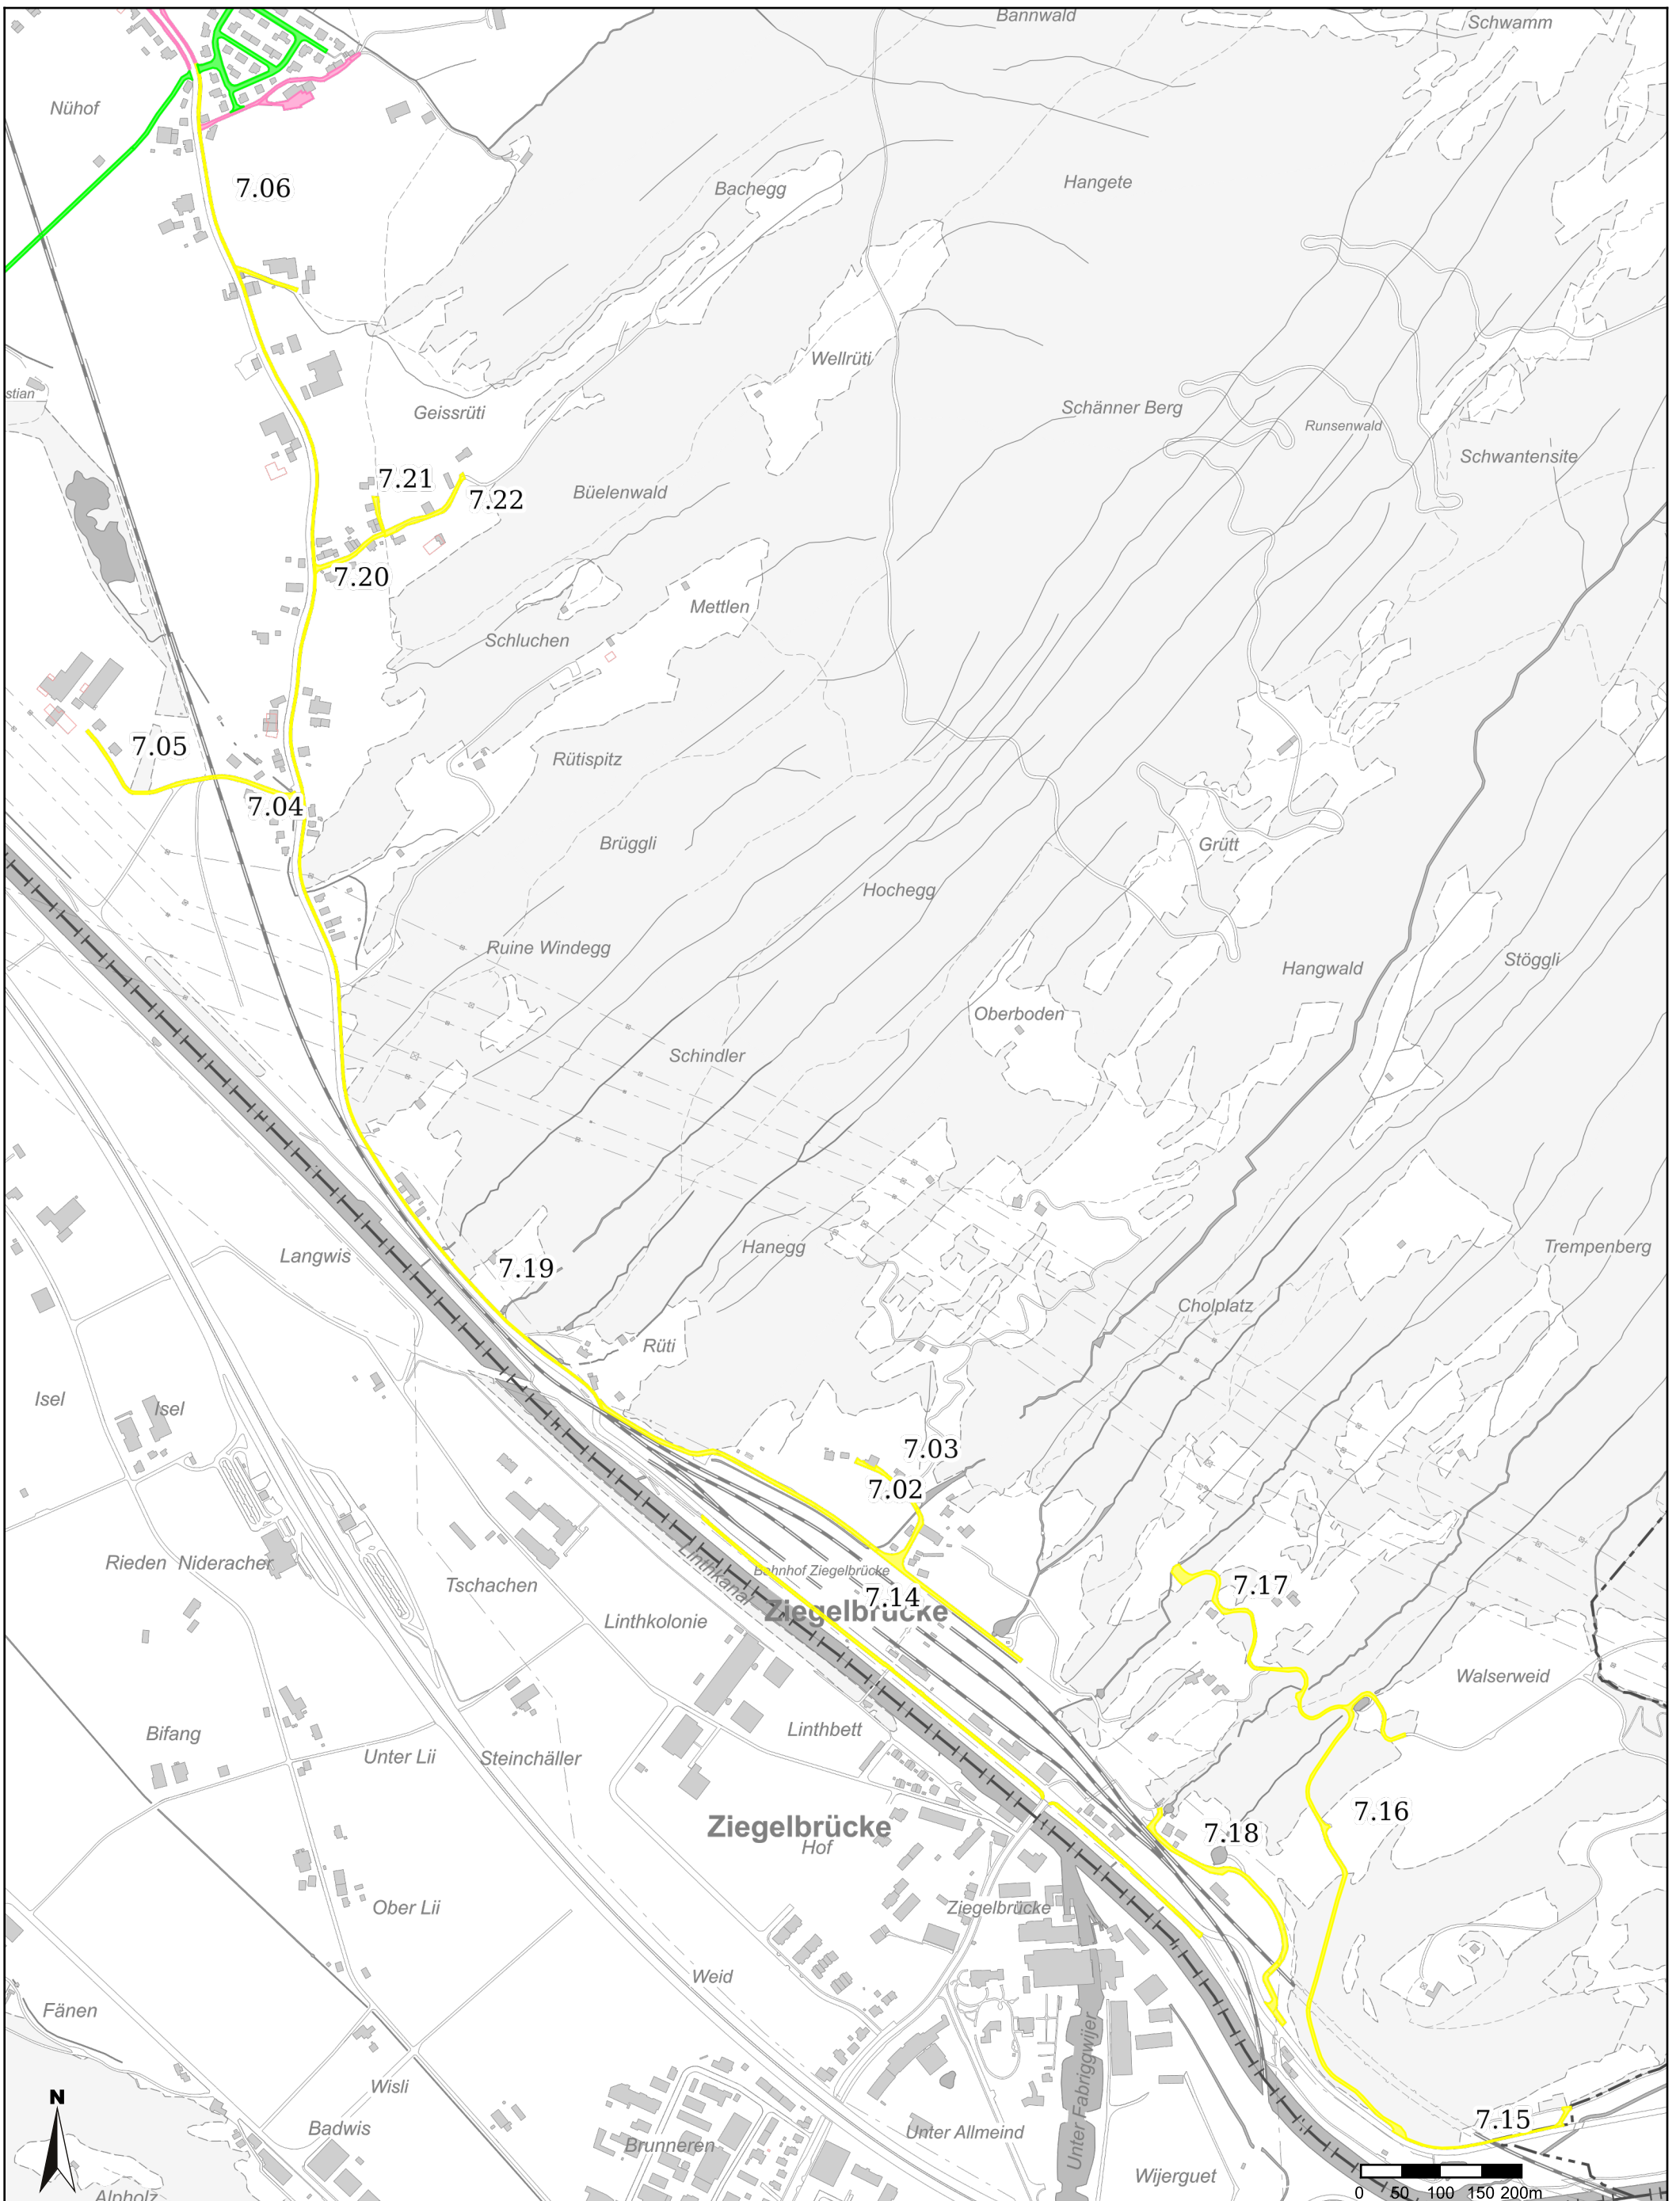 Bannwald
Schwamm
Nühof
7.06
Bachegg
Hangete
Wellrüti
stian
Geissrüti
Schänner Berg
Runsenwald
Schwantensite
7.21
7.22
Büelenwald
7.20
Mettlen
Schluchen
7.05
Rütispitz
7.04
Brüggli
Grütt
Hochegg
Ruine Windegg
Hangwald
Stöggli
Oberboden
Schindler
Langwis
7.19
Hanegg
Trempenberg
Cholplatz
Rüti
Isel
Isel
7.03
7.02
Rieden
Nideracher
Tschachen
Linthkanal
Bahnhof Ziegelbrücke
7.14
Ziegelbrücke
7.17
Linthkolonie
Walserweid
Bifang
Unter Lii
Steinchäller
Linthbett
7.16
Ziegelbrücke
Hof
7.18
Ober Lii
Ziegelbrücke
Weid
Fänen
Unter Fabriggwijer
N
Wisli
Badwis
Brunneren
Unter Allmeind
7.15
Wijerguet
Alpholz
0 50 100 150 200m